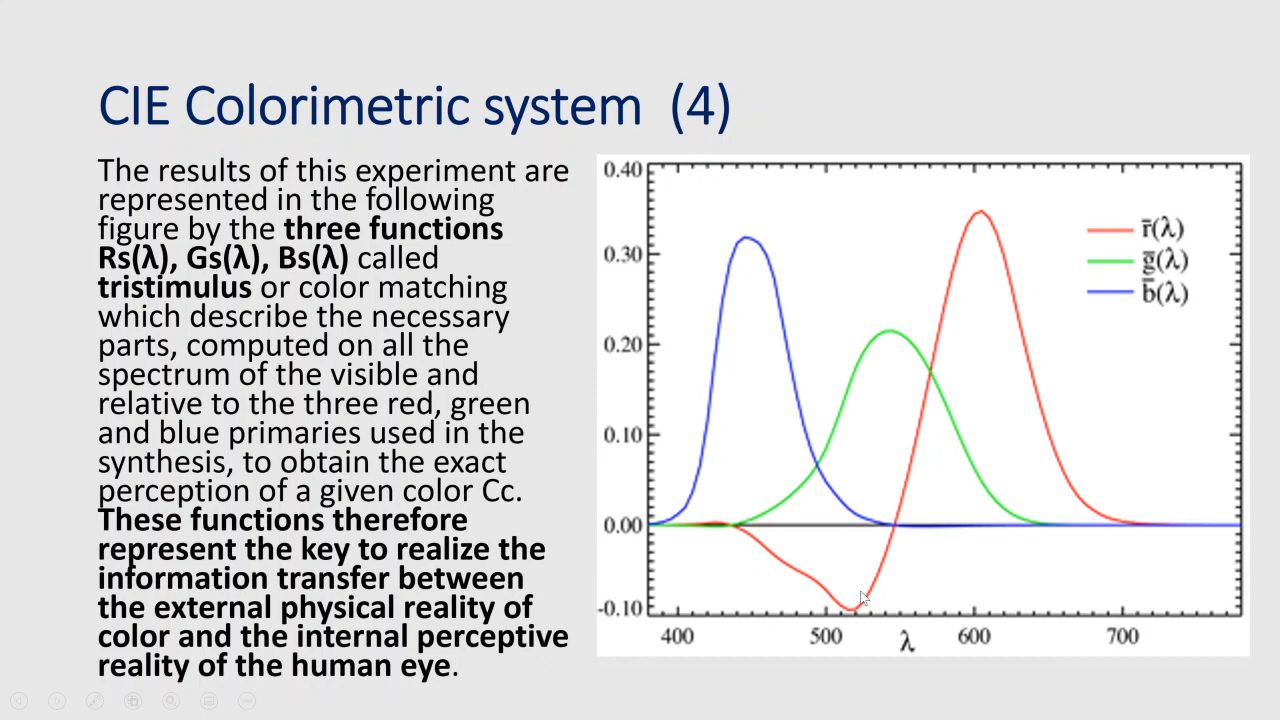 CIE Colorimetric system (4)
The results of this experiment are
represented in the following
figure by the three functions
Rs(λ), Gs(λ), Bs(λ) called
tristimulus or color matching
which describe the necessary
parts, computed on all the
spectrum of the visible and
relative to the three red, green
and blue primaries used in the
synthesis, to obtain the exact
perception of a given color Cc.
These functions therefore
represent the key to realize the
information transfer between
the external physical reality of
color and the internal perceptive
reality of the human eye.
0.40
0.30
0.20
0.10
0.00
-0.10
r̅(λ)
g̅(λ)
b̅(λ)
400 500 600 700
λ